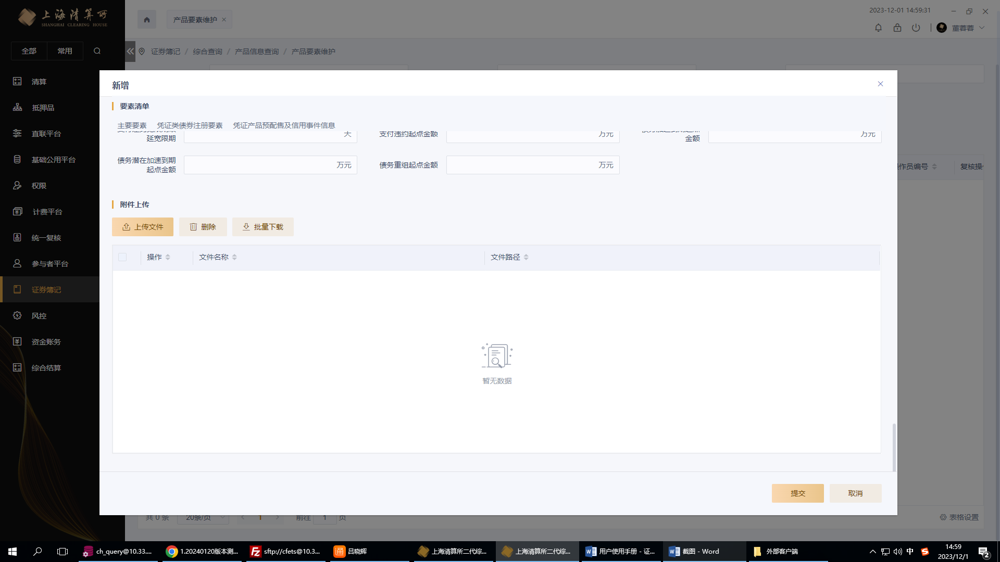 上海清算所
SHANGHAI CLEARING HOUSE
产品要素维护
2023-12-01 14:59:31
董蓉蓉
全部
常用
证券簿记 / 综合查询 / 产品信息查询 / 产品要素维护
清算
抵押品
直联平台
基础公用平台
权限
计费平台
统一复核
参与者平台
证券簿记
风控
资金账务
综合结算
新增
要素清单
主要要素 凭证类债券注册要素 凭证产品预配售及信用事件信息
延宽限期
天
支付违约起点金额
万元
金额
万元
债务潜在加速到期
起点金额
万元
债务重组起点金额
万元
作员编号
复核操
附件上传
上传文件
删除
批量下载
操作
文件名称
文件路径
暂无数据
提交
取消
共 0 条
20条/页
1
前往 1 页
表格设置
ch_query@10.33....
1.20240120版本测...
sftp://cfets@10.3...
吕晓辉
上海清算所二代综...
上海清算所二代综...
用户使用手册 - 证...
截图 - Word
外部客户端
中
14:59
2023/12/1
2